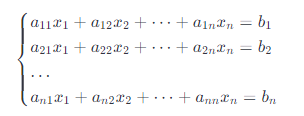 a₁₁x₁ + a₁₂x₂ + ⋯ + a₁ₙxₙ = b₁
a₂₁x₁ + a₂₂x₂ + ⋯ + a₂ₙxₙ = b₂
⋯
aₙ₁x₁ + aₙ₂x₂ + ⋯ + aₙₙxₙ = bₙ